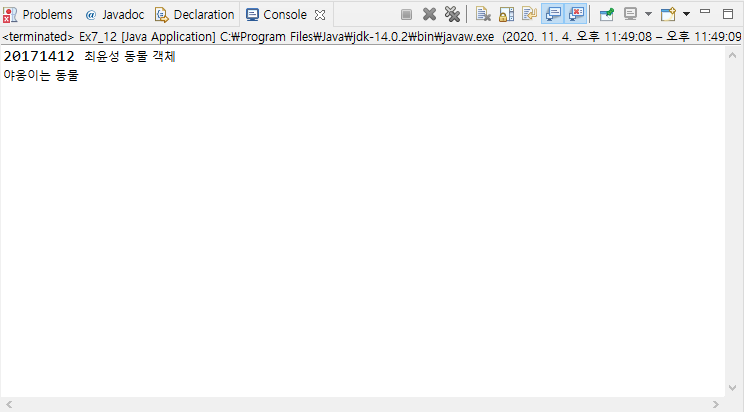 Problems @ Javadoc Declaration Console
<terminated> Ex7_12 [Java Application] C:₩Program Files₩Java₩jdk-14.0.2₩bin₩javaw.exe (2020. 11. 4. 오후 11:49:08 – 오후 11:49:09
20171412 최윤성 동물 객체
야옹이는 동물